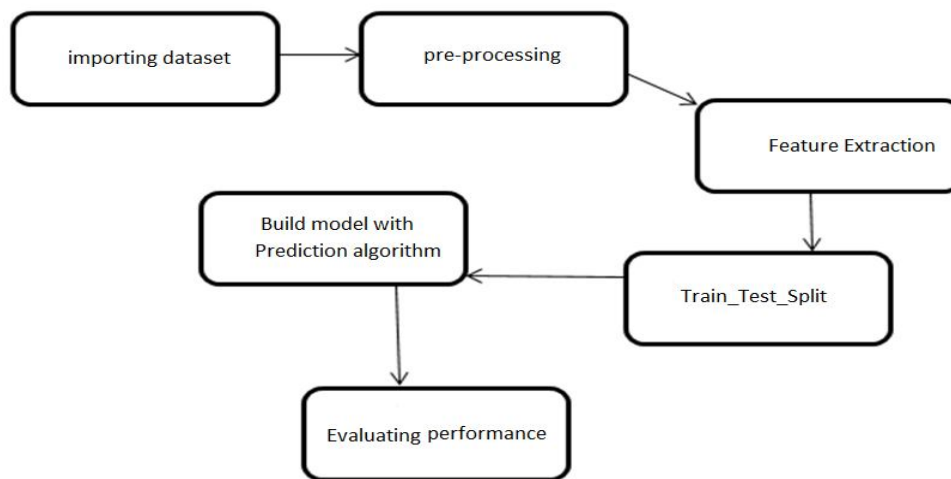 importing dataset
pre-processing
Feature Extraction
Build model with
Prediction algorithm
Train_Test_Split
Evaluating performance